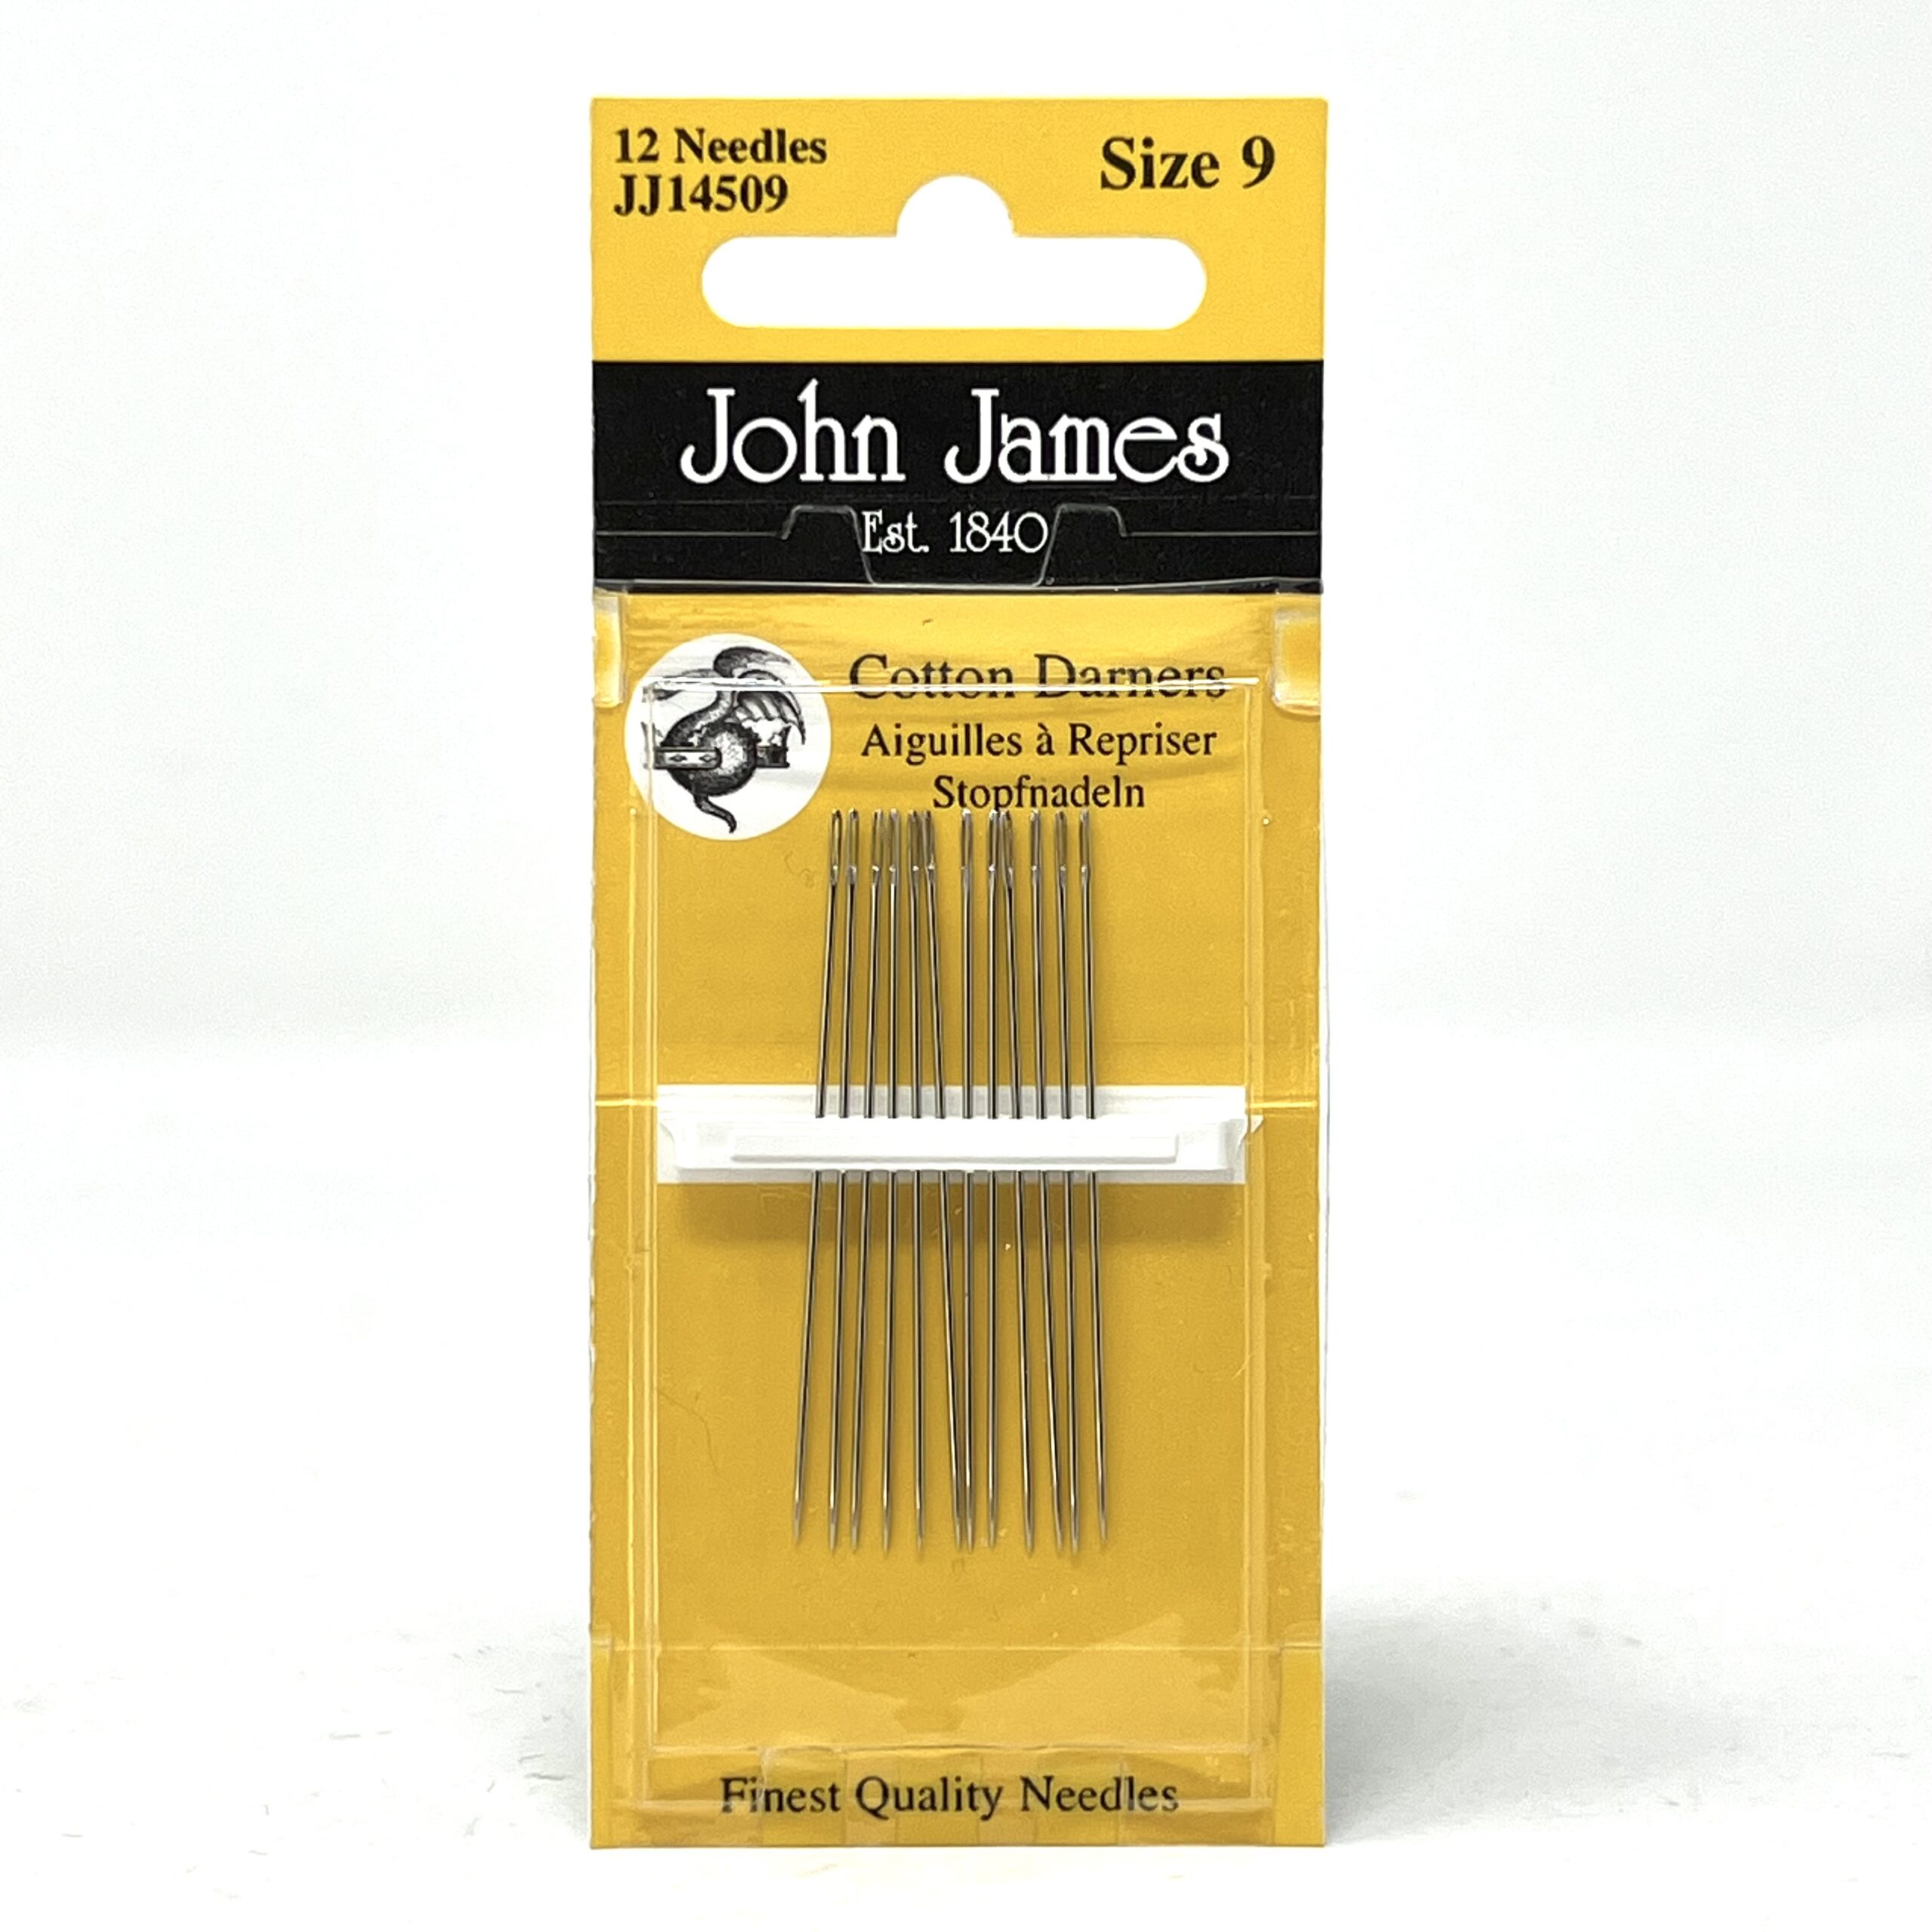 12 Needles
JJ14509
Size 9
John James
Est. 1840
Cotton Darners
Aiguilles à Repriser
Stopfnadeln
Finest Quality Needles